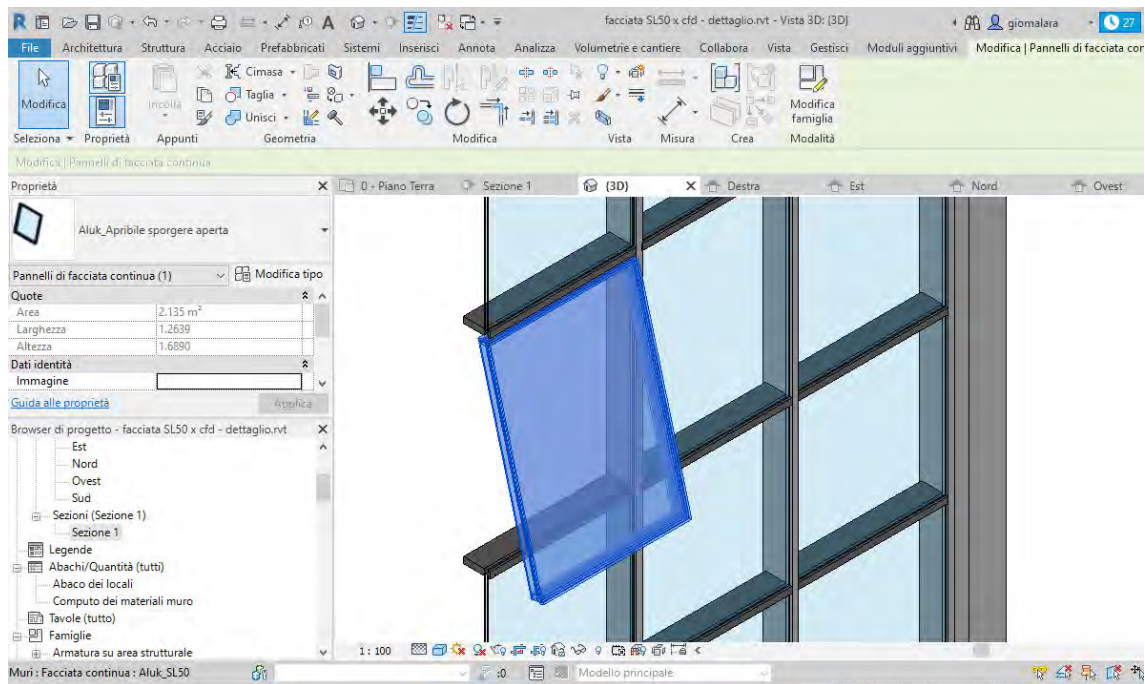 facciata SL50 x cfd - dettaglio.rvt - Vista 3D: {3D}
giomalara
27
File Architettura Struttura Acciaio Prefabbricati Sistemi Inserisci Annota Analizza Volumetrie e cantiere Collabora Vista Gestisci Moduli aggiuntivi Modifica | Pannelli di facciata cor
Modifica
Incolla
Cimasa
Taglia
Unisci
Modifica
famiglia
Seleziona Proprietà Appunti Geometria Modifica Vista Misura Crea Modalità
Modifica | Pannelli di facciata continua
Proprietà
0 - Piano Terra Sezione 1 {3D} Destra Est Nord Ovest
Aluk_Apribile sporgere aperta
Pannelli di facciata continua (1) Modifica tipo
Quote
Area 2.135 m²
Larghezza 1.2639
Altezza 1.6890
Dati identità
Immagine
Guida alle proprietà Applica
Browser di progetto - facciata SL50 x cfd - dettaglio.rvt
Est
Nord
Ovest
Sud
Sezioni (Sezione 1)
Sezione 1
Legende
Abachi/Quantità (tutti)
Abaco dei locali
Computo dei materiali muro
Tavole (tutto)
Famiglie
Armatura su area strutturale
1 : 100
Muri : Facciata continua : Aluk_SL50
:0
Modello principale